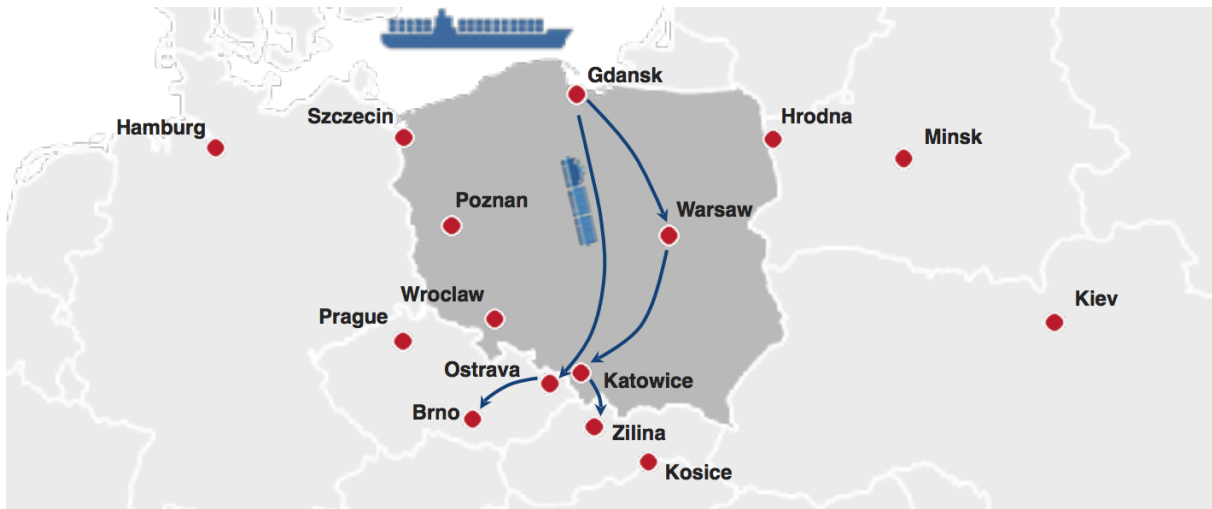 Gdansk
Szczecin
Hrodna
Hamburg
Minsk
Poznan
Warsaw
Wroclaw
Kiev
Prague
Ostrava
Katowice
Brno
Zilina
Kosice